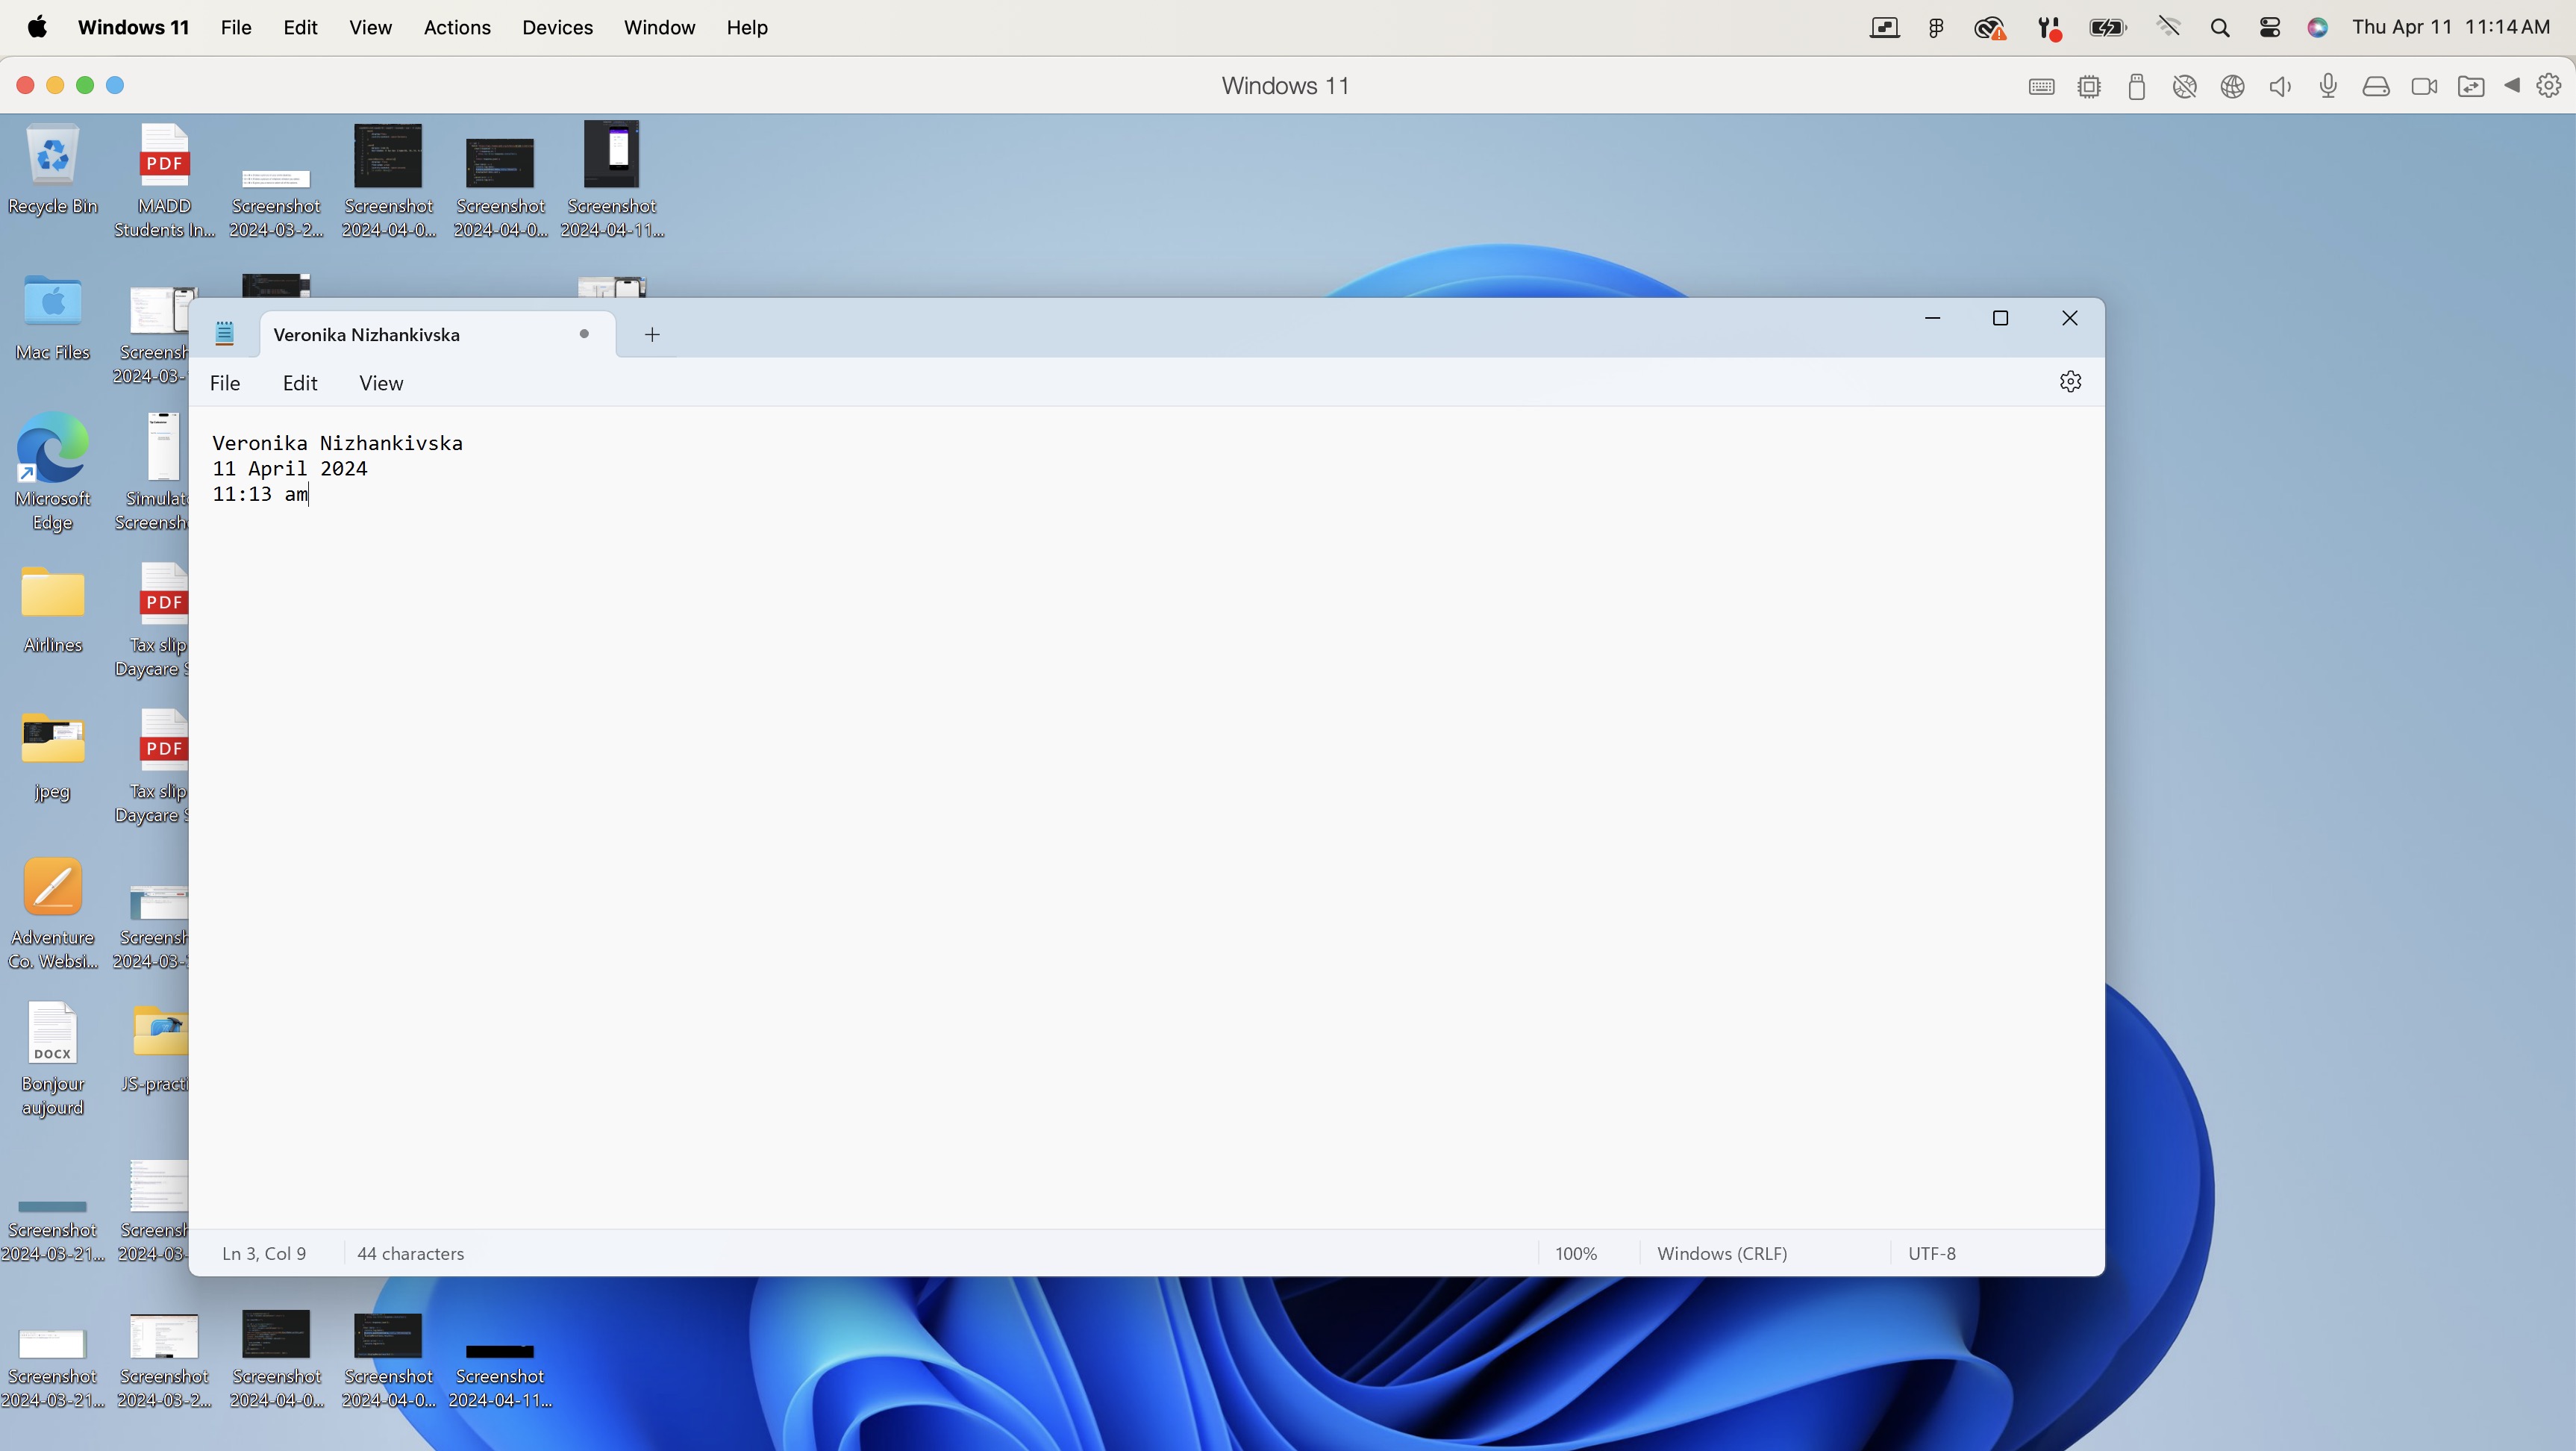 Windows 11 File Edit View Actions Devices Window Help Thu Apr 11 11:14 AM
Windows 11
Recycle Bin
MADD Students In...
Screenshot 2024-03-2...
Screenshot 2024-04-0...
Screenshot 2024-04-0...
Screenshot 2024-04-11...
Mac Files
2024-03-
Microsoft Edge
Airlines
Tax slip
Daycare
jpeg
Tax slip
Daycare
Adventure Co. Websi...
2024-03-
DOCX
Bonjour aujourd
JS-practi
Screenshot 2024-03-21...
2024-03-
Screenshot 2024-03-21...
Screenshot 2024-03-2...
Screenshot 2024-04-0...
Screenshot 2024-04-0...
Screenshot 2024-04-11...
PDF
PDF
PDF
Veronika Nizhankivska
File Edit View
Veronika Nizhankivska
11 April 2024
11:13 am
Ln 3, Col 9 44 characters 100% Windows (CRLF) UTF-8